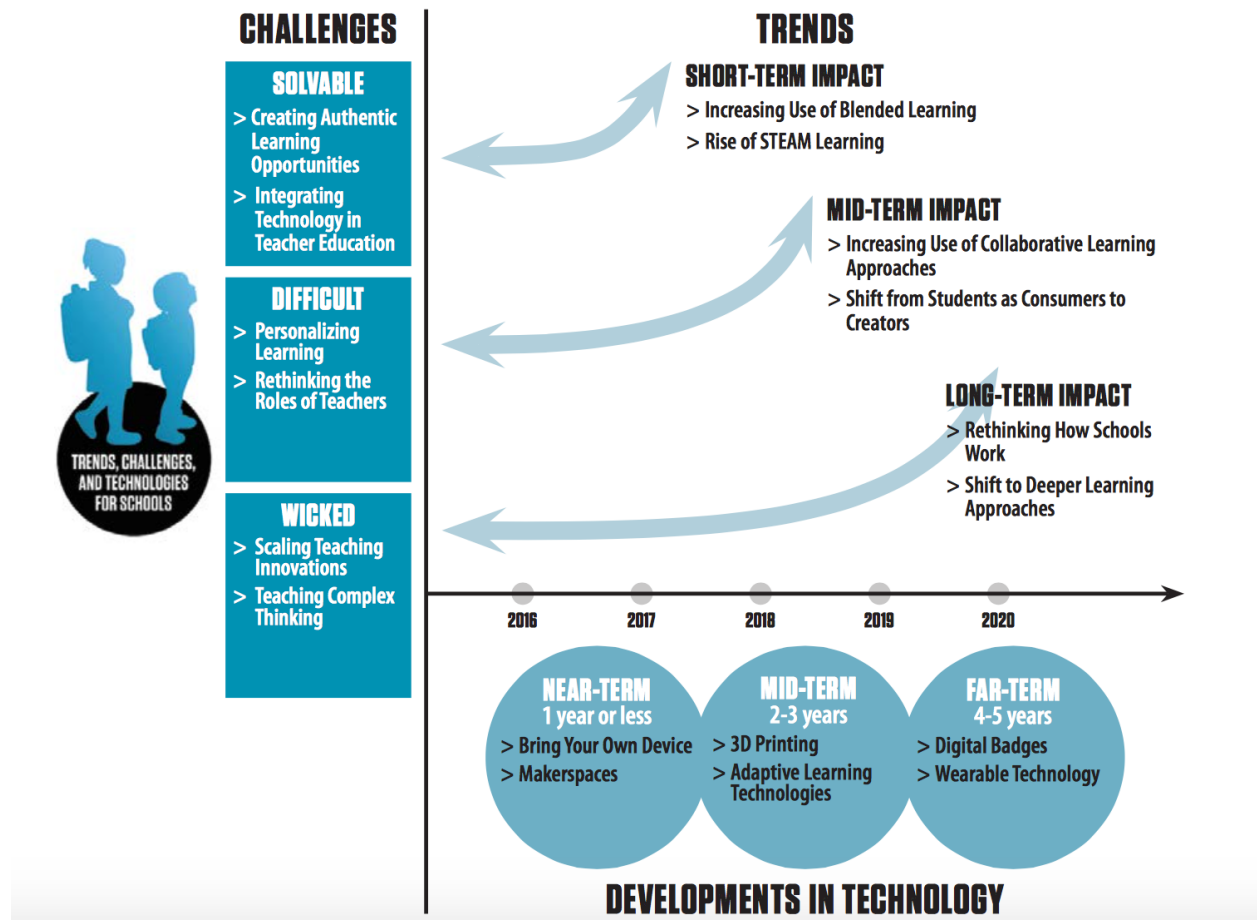 CHALLENGES
SOLVABLE
> Creating Authentic
Learning
Opportunities
> Integrating
Technology in
Teacher Education
DIFFICULT
> Personalizing
Learning
> Rethinking the
Roles of Teachers
WICKED
> Scaling Teaching
Innovations
> Teaching Complex
Thinking
TRENDS, CHALLENGES,
AND TECHNOLOGIES
FOR SCHOOLS
TRENDS
SHORT-TERM IMPACT
> Increasing Use of Blended Learning
> Rise of STEAM Learning
MID-TERM IMPACT
> Increasing Use of Collaborative Learning
Approaches
> Shift from Students as Consumers to
Creators
LONG-TERM IMPACT
> Rethinking How Schools
Work
> Shift to Deeper Learning
Approaches
2016 2017 2018 2019 2020
NEAR-TERM
1 year or less
> Bring Your Own Device
> Makerspaces
MID-TERM
2-3 years
> 3D Printing
> Adaptive Learning
Technologies
FAR-TERM
4-5 years
> Digital Badges
> Wearable Technology
DEVELOPMENTS IN TECHNOLOGY